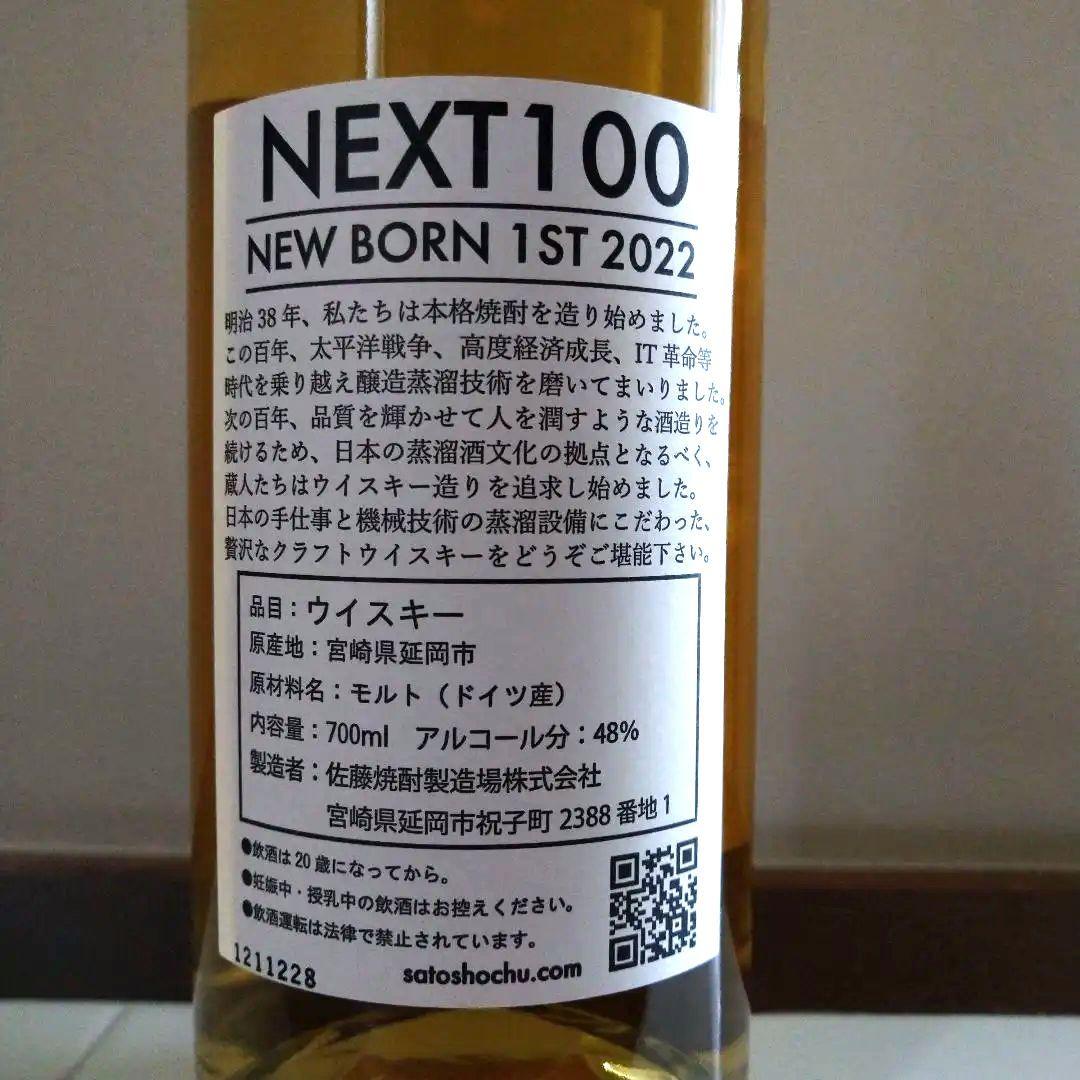 NEXT100
NEW BORN 1ST 2022
明治38年、私たちは本格焼酎を造り始めました。
この百年、太平洋戦争、高度経済成長、IT革命等
時代を乗り越え醸造蒸溜技術を磨いてまいりました。
次の百年、品質を輝かせて人を潤すような酒造りを
続けるため、日本の蒸溜酒文化の拠点となるべく、
蔵人たちはウイスキー造りを追求し始めました。
日本の手仕事と機械技術の蒸溜設備にこだわった、
贅沢なクラフトウイスキーをどうぞご堪能下さい。
品目：ウイスキー
原産地：宮崎県延岡市
原材料名：モルト（ドイツ産）
内容量：700ml アルコール分：48%
製造者：佐藤焼酎製造場株式会社
宮崎県延岡市祝子町2388番地1
●飲酒は20歳になってから。
●妊娠中・授乳中の飲酒はお控えください。
●飲酒運転は法律で禁止されています。
1211228
satoshochu.com